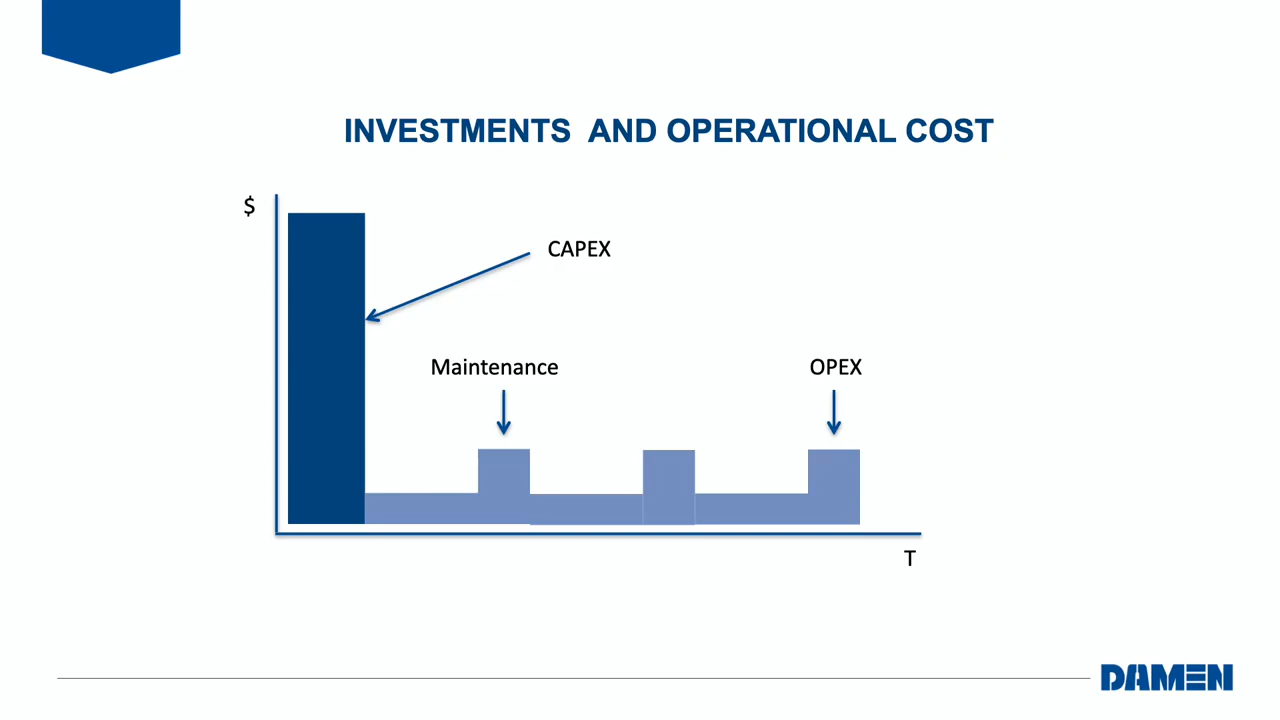 INVESTMENTS AND OPERATIONAL COST
$
CAPEX
Maintenance
OPEX
T
DAMEN